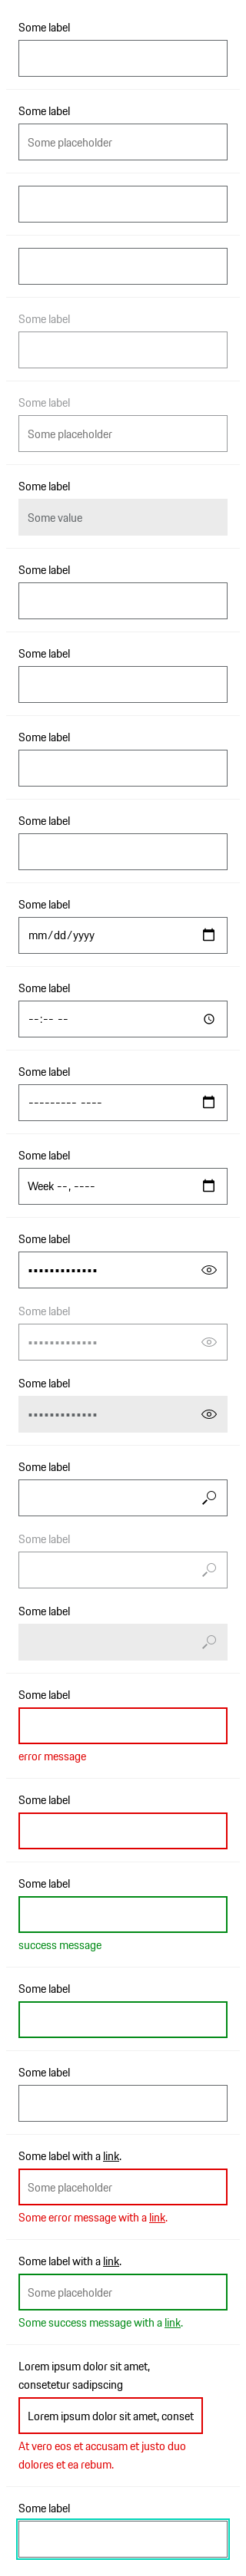 Some label
Some label
Some placeholder
Some label
Some label
Some placeholder
Some label
Some value
Some label
Some label
Some label
Some label
Some label
mm/dd/yyyy
Some label
--:-- --
Some label
--------- ----
Some label
Week --, ----
Some label
•••••••••••••
Some label
•••••••••••••
Some label
•••••••••••••
Some label
Some label
Some label
Some label
error message
Some label
Some label
success message
Some label
Some label
Some label with a link.
Some placeholder
Some error message with a link.
Some label with a link.
Some placeholder
Some success message with a link.
Lorem ipsum dolor sit amet,
consetetur sadipscing
Lorem ipsum dolor sit amet, conset
At vero eos et accusam et justo duo
dolores et ea rebum.
Some label